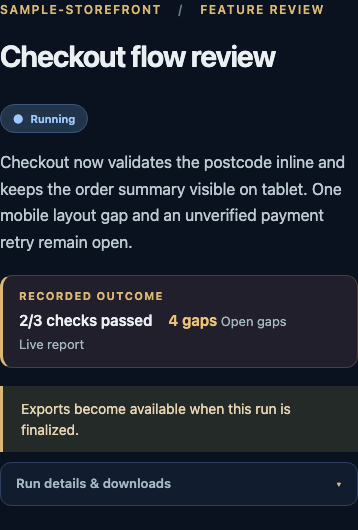 SAMPLE-STOREFRONT / FEATURE REVIEW
Checkout flow review
Running
Checkout now validates the postcode inline and
keeps the order summary visible on tablet. One
mobile layout gap and an unverified payment
retry remain open.
RECORDED OUTCOME
2/3 checks passed 4 gaps Open gaps
Live report
Exports become available when this run is
finalized.
Run details & downloads